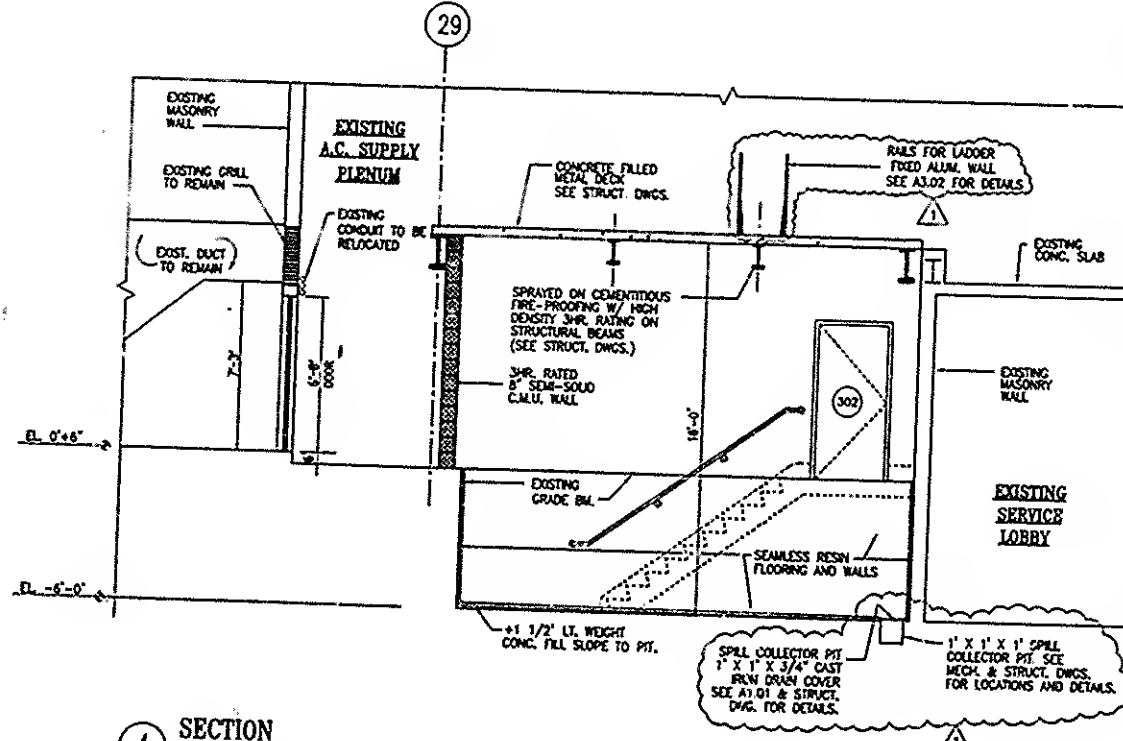 29
EXISTING
MASONRY
WALL
EXISTING GRILL
TO REMAIN
EXIST. DUCT
TO REMAIN
EXISTING
A.C. SUPPLY
PLENUM
EXISTING
CONDUIT TO BE
RELOCATED
CONCRETE FILLED
METAL DECK
SEE STRUCT. DWGS.
RAILS FOR LADDER
FIXED ALUM. WALL
SEE A3.02 FOR DETAILS.
1
EXISTING
CONC. SLAB
SPRAYED ON CEMENTITIOUS
FIRE-PROOFING W/ HIGH
DENSITY 3HR. RATING ON
STRUCTURAL BEAMS
(SEE STRUCT. DWGS.)
3HR. RATED
8" SEMI-SOLID
C.M.U. WALL
7'-3"
DOOR
302
EXISTING
MASONRY
WALL
EL. 0'+6"
EXISTING
GRADE BM.
EXISTING
SERVICE
LOBBY
SEAMLESS RESIN
FLOORING AND WALLS
EL. -6'-0"
+1 1/2" LT. WEIGHT
CONC. FILL SLOPE TO PIT.
SPILL COLLECTOR PIT
1' X 1' X 3/4" CAST
IRON DRAIN COVER
SEE A1.01 & STRUCT.
DWG. FOR DETAILS.
1' X 1' X 1' SPILL
COLLECTOR PIT. SEE
MECH. & STRUCT. DWGS.
FOR LOCATIONS AND DETAILS.
SECTION